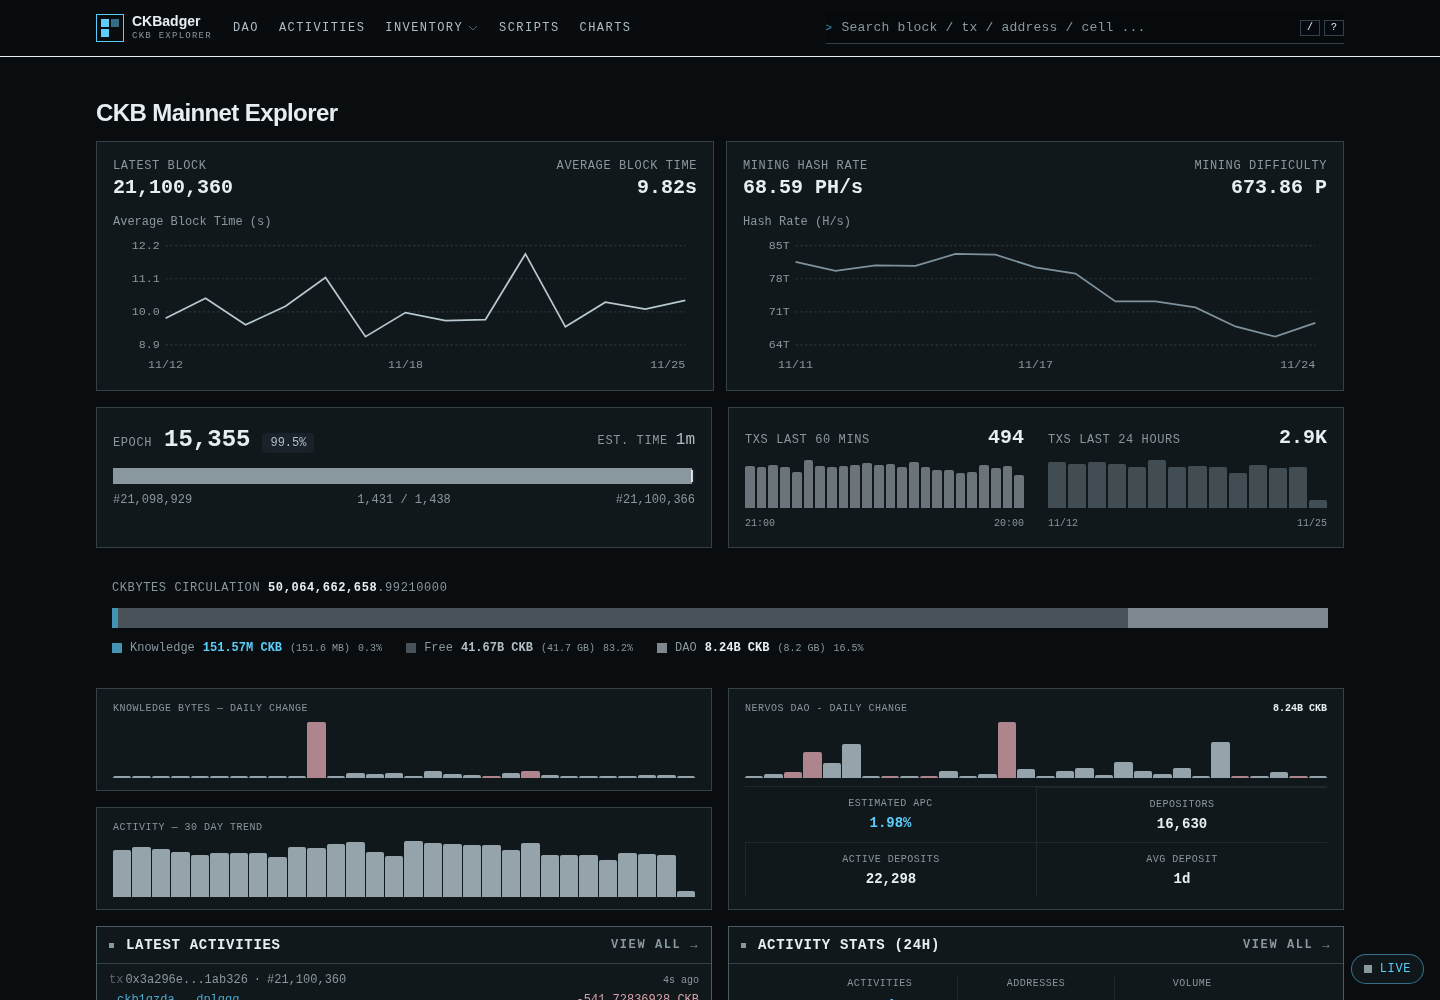 CKBadger
CKB EXPLORER
DAO ACTIVITIES INVENTORY SCRIPTS CHARTS
> Search block / tx / address / cell ... / ?
CKB Mainnet Explorer
LATEST BLOCK AVERAGE BLOCK TIME
21,100,360 9.82s
Average Block Time (s)
12.2
11.1
10.0
8.9
11/12 11/18 11/25
MINING HASH RATE MINING DIFFICULTY
68.59 PH/s 673.86 P
Hash Rate (H/s)
85T
78T
71T
64T
11/11 11/17 11/24
EPOCH 15,355 99.5% EST. TIME 1m
#21,098,929 1,431 / 1,438 #21,100,366
TXS LAST 60 MINS 494
21:00 20:00
TXS LAST 24 HOURS 2.9K
11/12 11/25
CKBYTES CIRCULATION 50,064,662,658.99210000
Knowledge 151.57M CKB (151.6 MB) 0.3% Free 41.67B CKB (41.7 GB) 83.2% DAO 8.24B CKB (8.2 GB) 16.5%
KNOWLEDGE BYTES — DAILY CHANGE
ACTIVITY — 30 DAY TREND
NERVOS DAO - DAILY CHANGE 8.24B CKB
ESTIMATED APC DEPOSITORS
1.98% 16,630
ACTIVE DEPOSITS AVG DEPOSIT
22,298 1d
LATEST ACTIVITIES VIEW ALL →
tx 0x3a296e...1ab326 · #21,100,360 4s ago
ckb1qzda...dplggq -541.72836928 CKB
ACTIVITY STATS (24H) VIEW ALL →
ACTIVITIES ADDRESSES VOLUME
LIVE